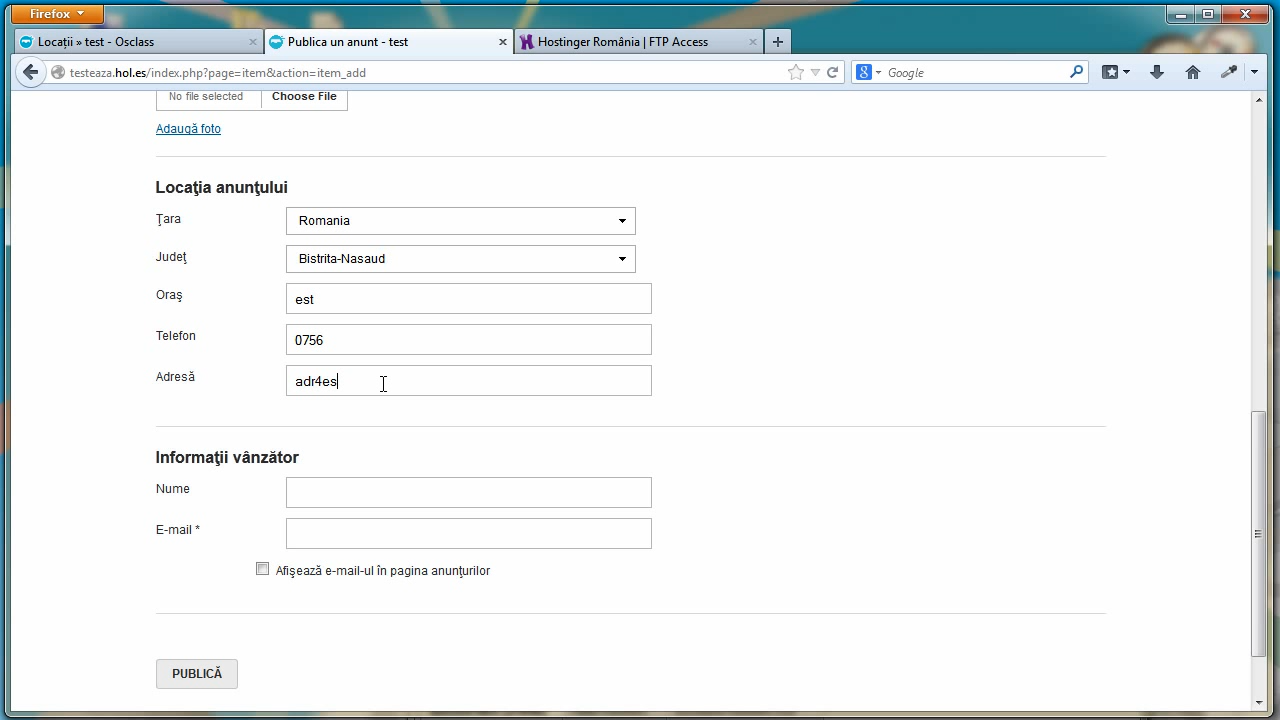 Firefox
Locații » test - Osclass
Publica un anunt - test
Hostinger România | FTP Access
testeaza.hol.es/index.php?page=item&action=item_add
Google
No file selected
Choose File
Adaugă foto
Locaţia anunţului
Ţara
Romania
Judeţ
Bistrita-Nasaud
Oraş
est
Telefon
0756
Adresă
adr4es
Informaţii vânzător
Nume
E-mail *
Afişează e-mail-ul în pagina anunţurilor
PUBLICĂ